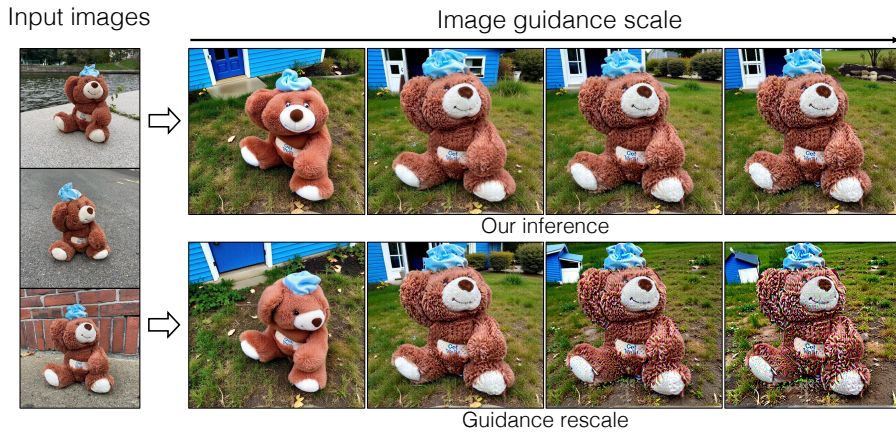 Input images
Image guidance scale
Our inference
Guidance rescale